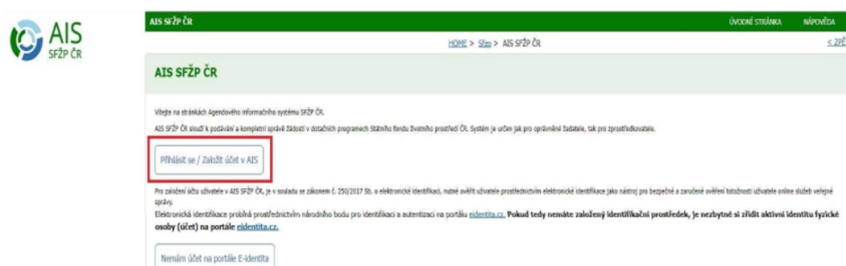 AIS
SFŽP ČR
AIS SFŽP ČR
ÚVODNÍ STRÁNKA
NÁPOVĚDA
HOME > Sfzp > AIS SFŽP ČR
< ZPĚ
AIS SFŽP ČR
Vítejte na stránkách Agendového informačního systému SFŽP ČR.
AIS SFŽP ČR slouží k podávání a kompletní správě žádostí v dotačních programech Státního fondu životního prostředí ČR. Systém je určen jak pro oprávněné žadatele, tak pro zprostředkovatele.
Přihlásit se / Založit účet v AIS
Pro založení účtu uživatele v AIS SFŽP ČR, je v souladu se zákonem č. 250/2017 Sb. o elektronické identifikaci, nutné ověřit uživatele prostřednictvím elektronické identifikace jako nástroj pro bezpečné a zaručené ověření totožnosti uživatele online služeb veřejné
správy.
Elektronická identifikace probíhá prostřednictvím národního bodu pro identifikaci a autentizaci na portálu eidentita.cz. Pokud tedy nemáte založený identifikační prostředek, je nezbytné si zřídit aktivní identitu fyzické
osoby (účet) na portále eidentita.cz.
Nemám účet na portále E-identita